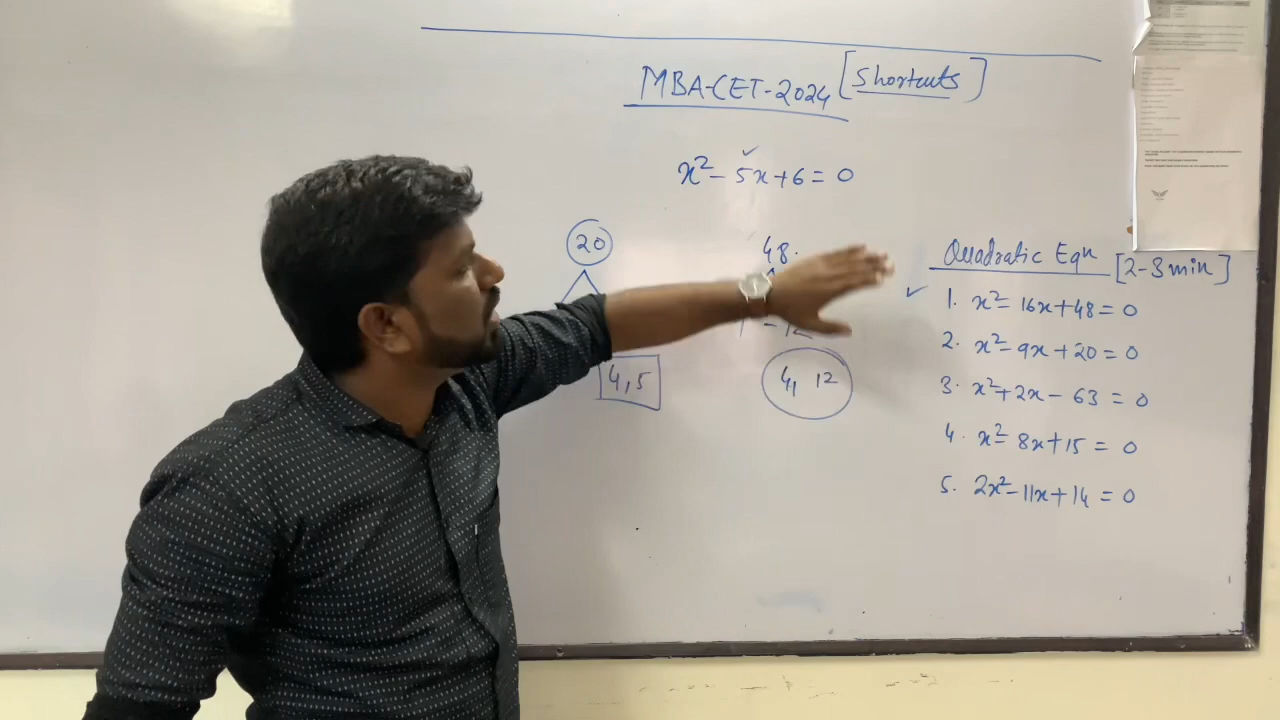 MBA-CET-2024 [Shortcuts]
x² - 5x + 6 = 0
20
4, 5
48
- 12
4, 12
Quadratic Eqn [2-3 min]
1. x² - 16x + 48 = 0
2. x² - 9x + 20 = 0
3. x² + 2x - 63 = 0
4. x² - 8x + 15 = 0
5. 2x² - 11x + 14 = 0